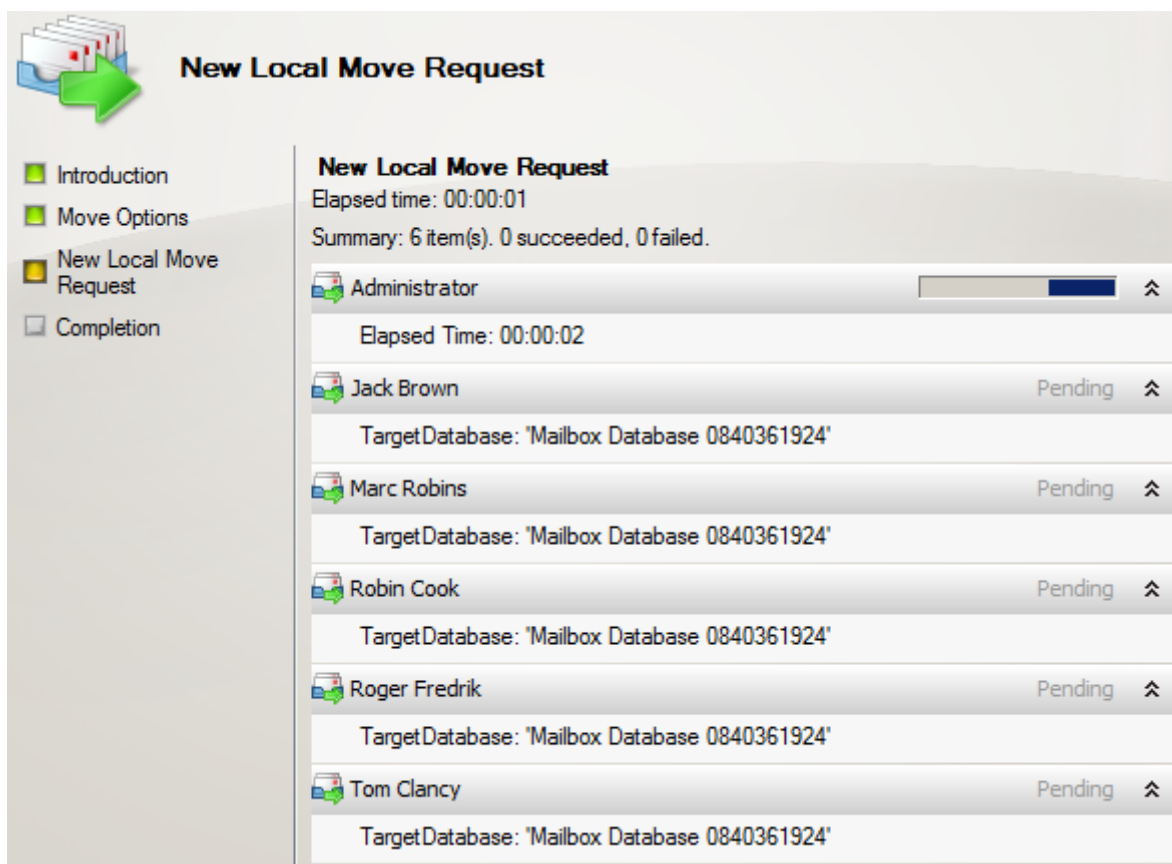 New Local Move Request
Introduction
Move Options
New Local Move
Request
Completion
New Local Move Request
Elapsed time: 00:00:01
Summary: 6 item(s). 0 succeeded, 0 failed.
Administrator
Elapsed Time: 00:00:02
Jack Brown Pending
TargetDatabase: 'Mailbox Database 0840361924'
Marc Robins Pending
TargetDatabase: 'Mailbox Database 0840361924'
Robin Cook Pending
TargetDatabase: 'Mailbox Database 0840361924'
Roger Fredrik Pending
TargetDatabase: 'Mailbox Database 0840361924'
Tom Clancy Pending
TargetDatabase: 'Mailbox Database 0840361924'